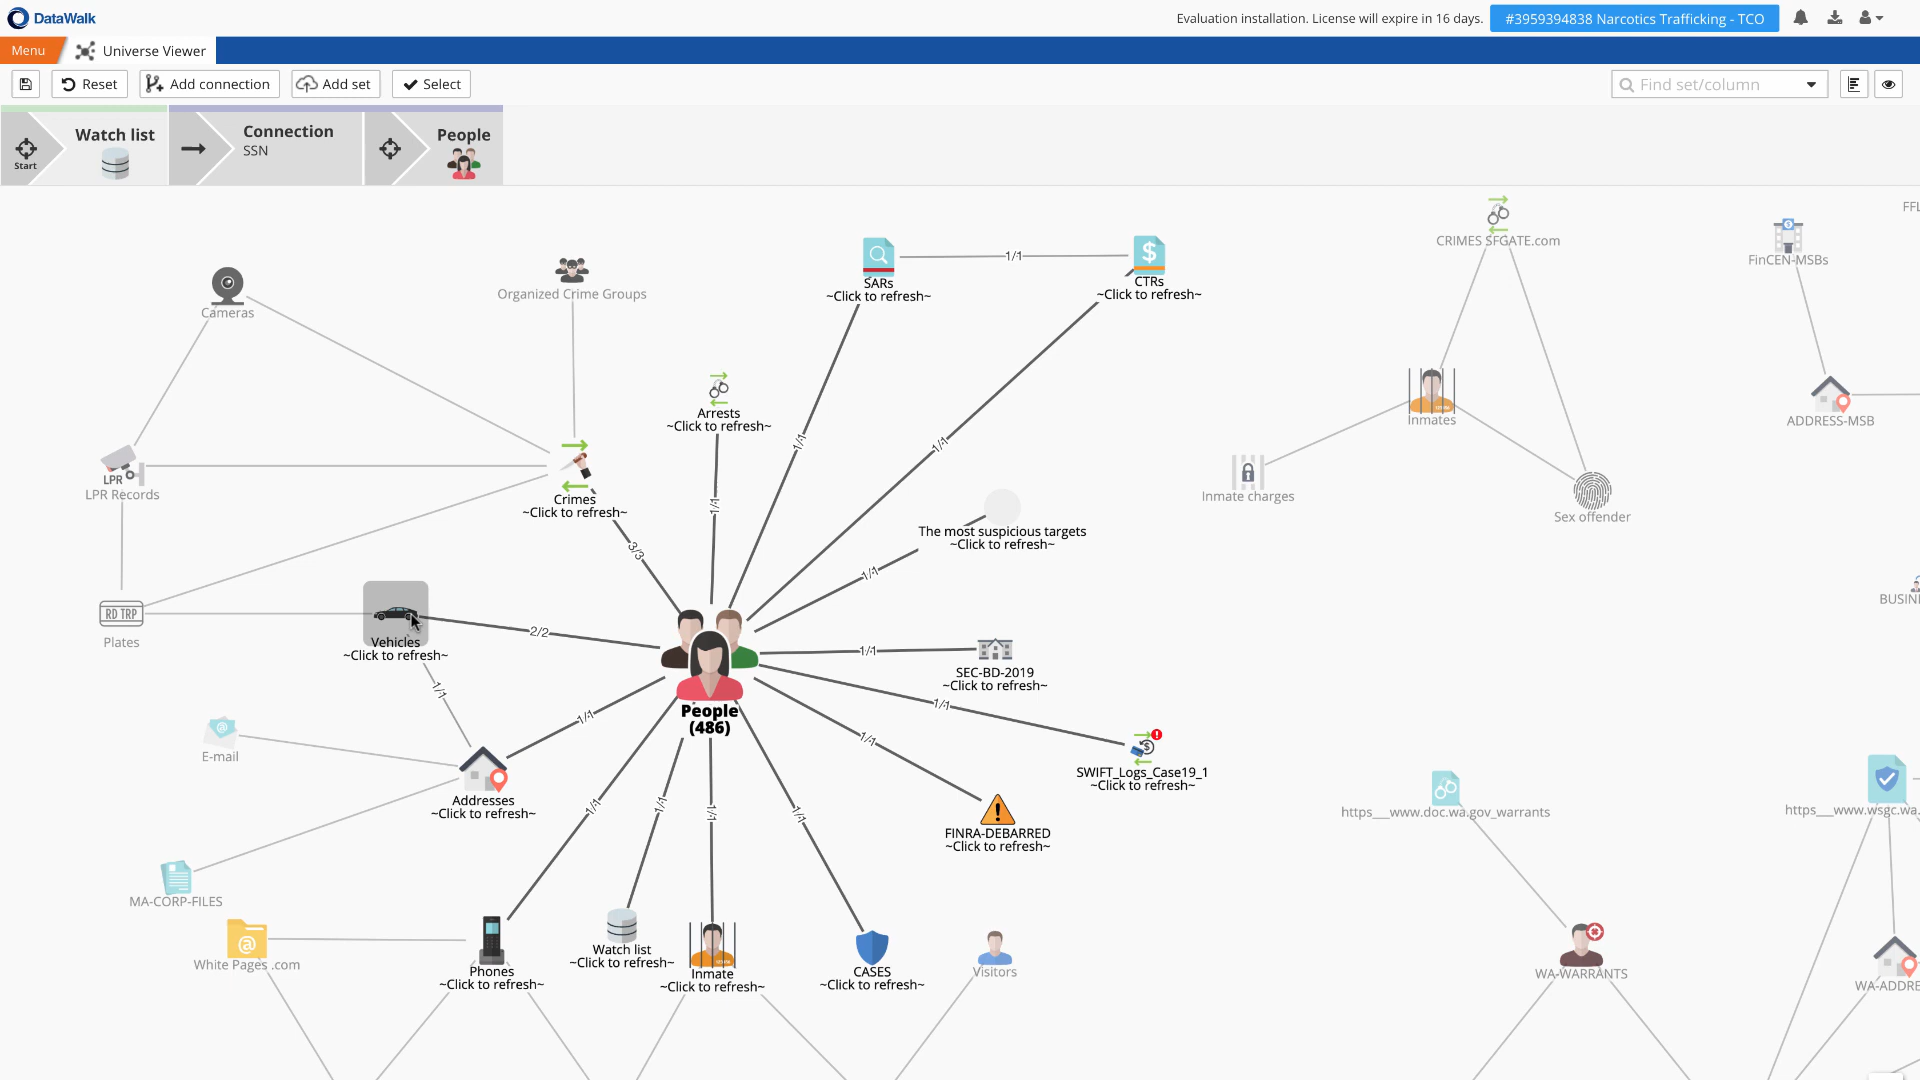 DataWalk
Evaluation installation. License will expire in 16 days.
#3959394838 Narcotics Trafficking - TCO
Menu
Universe Viewer
Reset
Add connection
Add set
Select
Find set/column
Start
Watch list
Connection
SSN
People
CRIMES SFGATE.com
FFL
FinCEN-MSBs
Cameras
Organized Crime Groups
SARs
~Click to refresh~
1/1
CTRs
~Click to refresh~
Arrests
~Click to refresh~
1/1
1/1
1/1
Inmates
ADDRESS-MSB
LPR
LPR Records
Crimes
~Click to refresh~
3/3
The most suspicious targets
~Click to refresh~
1/1
Inmate charges
Sex offender
BUSIN
RD TRP
Plates
Vehicles
~Click to refresh~
2/2
1/1
People
(486)
1/1
SEC-BD-2019
~Click to refresh~
1/1
1/1
1/1
SWIFT_Logs_Case19_1
~Click to refresh~
E-mail
Addresses
~Click to refresh~
FINRA-DEBARRED
~Click to refresh~
1/1
1/1
1/1
1/1
https___www.doc.wa.gov_warrants
https___www.wsgc.wa.
MA-CORP-FILES
White Pages .com
Phones
~Click to refresh~
Watch list
~Click to refresh~
Inmate
~Click to refresh~
CASES
~Click to refresh~
Visitors
WA-WARRANTS
WA-ADDRE